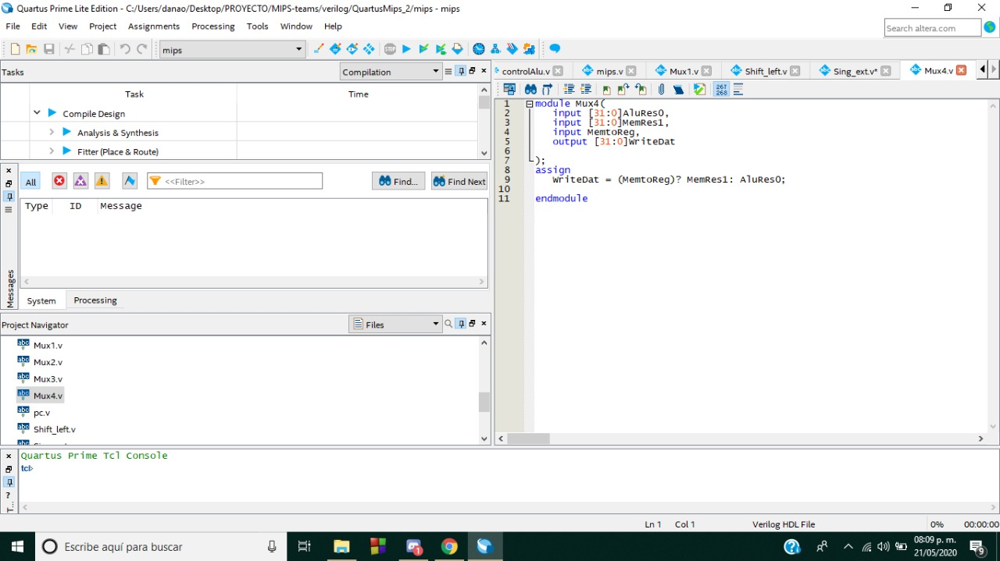 Quartus Prime Lite Edition - C:/Users/danao/Desktop/PROYECTO/MIPS-teams/verilog/QuartusMips_2/mips - mips
File Edit View Project Assignments Processing Tools Window Help
Search altera.com
mips
Tasks Compilation
Task Time
Compile Design
Analysis & Synthesis
Fitter (Place & Route)
All <<Filter>> Find... Find Next
Type ID Message
Messages
System Processing
Project Navigator Files
Mux1.v
Mux2.v
Mux3.v
Mux4.v
pc.v
Shift_left.v
controlAlu.v mips.v Mux1.v Shift_left.v Sing_ext.v* Mux4.v
267
268
1 module Mux4(
2 input [31:0]AluRes0,
3 input [31:0]MemRes1,
4 input MemtoReg,
5 output [31:0]WriteDat
6
7 );
8 assign
9 WriteDat = (MemtoReg)? MemRes1: AluRes0;
10
11 endmodule
Quartus Prime Tcl Console
tcl>
Ln 1 Col 1 Verilog HDL File 0% 00:00:00
Escribe aquí para buscar
1
08:09 p. m.
21/05/2020
9